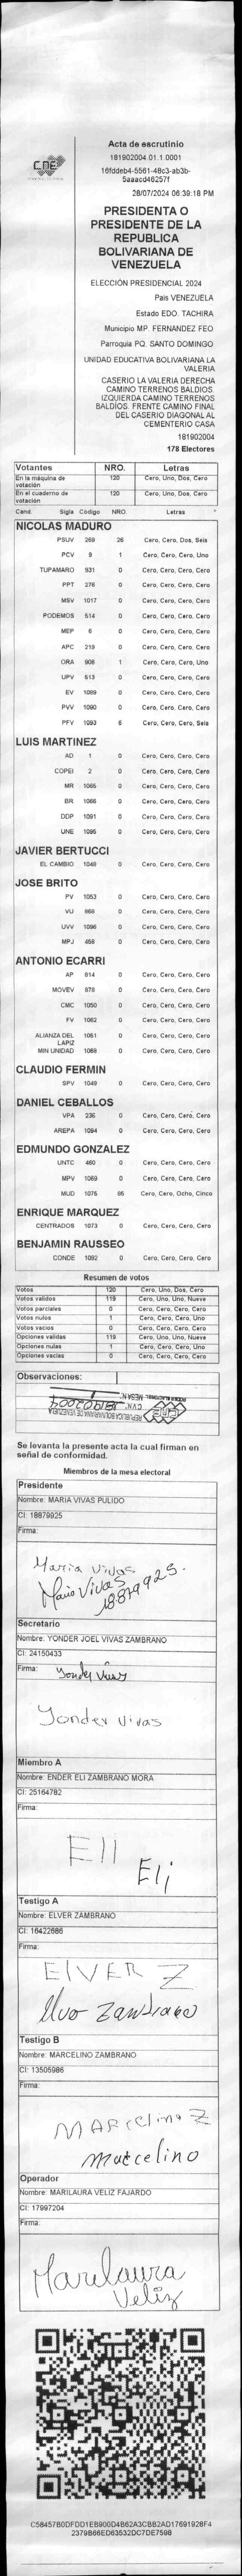 CNE
Acta de escrutinio
181902004.01.1.0001
16fddeb4-5561-48c3-ab3b-
5aaacd46257f
28/07/2024 06:39:18 PM
PRESIDENTA O
PRESIDENTE DE LA
REPUBLICA
BOLIVARIANA DE
VENEZUELA
ELECCIÓN PRESIDENCIAL 2024
Pais VENEZUELA
Estado EDO. TACHIRA
Municipio MP. FERNANDEZ FEO
Parroquia PQ. SANTO DOMINGO
UNIDAD EDUCATIVA BOLIVARIANA LA
VALERIA
CASERIO LA VALERIA DERECHA
CAMINO TERRENOS BALDIOS.
IZQUIERDA CAMINO TERRENOS
BALDIOS. FRENTE CAMINO FINAL
DEL CASERIO DIAGONAL AL
CEMENTERIO CASA
181902004
178 Electores
Votantes NRO. Letras
En la máquina de votación 120 Cero, Uno, Dos, Cero
En el cuaderno de votación 120 Cero, Uno, Dos, Cero
Cand. Sigla Código NRO. Letras
NICOLAS MADURO
PSUV 269 26 Cero, Cero, Dos, Seis
PCV 9 1 Cero, Cero, Cero, Uno
TUPAMARO 931 0 Cero, Cero, Cero, Cero
PPT 276 0 Cero, Cero, Cero, Cero
MSV 1017 0 Cero, Cero, Cero, Cero
PODEMOS 514 0 Cero, Cero, Cero, Cero
MEP 6 0 Cero, Cero, Cero, Cero
APC 219 0 Cero, Cero, Cero, Cero
ORA 908 1 Cero, Cero, Cero, Uno
UPV 613 0 Cero, Cero, Cero, Cero
EV 1089 0 Cero, Cero, Cero, Cero
PVV 1090 0 Cero, Cero, Cero, Cero
PFV 1093 6 Cero, Cero, Cero, Seis
LUIS MARTINEZ
AD 1 0 Cero, Cero, Cero, Cero
COPEI 2 0 Cero, Cero, Cero, Cero
MR 1065 0 Cero, Cero, Cero, Cero
BR 1066 0 Cero, Cero, Cero, Cero
DDP 1091 0 Cero, Cero, Cero, Cero
UNE 1095 0 Cero, Cero, Cero, Cero
JAVIER BERTUCCI
EL CAMBIO 1048 0 Cero, Cero, Cero, Cero
JOSE BRITO
PV 1053 0 Cero, Cero, Cero, Cero
VU 868 0 Cero, Cero, Cero, Cero
UVV 1096 0 Cero, Cero, Cero, Cero
MPJ 458 0 Cero, Cero, Cero, Cero
ANTONIO ECARRI
AP 814 0 Cero, Cero, Cero, Cero
MOVEV 878 0 Cero, Cero, Cero, Cero
CMC 1050 0 Cero, Cero, Cero, Cero
FV 1062 0 Cero, Cero, Cero, Cero
ALIANZA DEL LAPIZ 1051 0 Cero, Cero, Cero, Cero
MIN UNIDAD 1068 0 Cero, Cero, Cero, Cero
CLAUDIO FERMIN
SPV 1049 0 Cero, Cero, Cero, Cero
DANIEL CEBALLOS
VPA 236 0 Cero, Cero, Cero, Cero
AREPA 1094 0 Cero, Cero, Cero, Cero
EDMUNDO GONZALEZ
UNTC 460 0 Cero, Cero, Cero, Cero
MPV 1069 0 Cero, Cero, Cero, Cero
MUD 1075 85 Cero, Cero, Ocho, Cinco
ENRIQUE MARQUEZ
CENTRADOS 1073 0 Cero, Cero, Cero, Cero
BENJAMIN RAUSSEO
CONDE 1092 0 Cero, Cero, Cero, Cero
Resumen de votos
Votos 120 Cero, Uno, Dos, Cero
Votos validos 119 Cero, Uno, Uno, Nueve
Votos parciales 0 Cero, Cero, Cero, Cero
Votos nulos 1 Cero, Cero, Cero, Uno
Votos vacios 0 Cero, Cero, Cero, Cero
Opciones validas 119 Cero, Uno, Uno, Nueve
Opciones nulas 1 Cero, Cero, Cero, Uno
Opciones vacias 0 Cero, Cero, Cero, Cero
Observaciones:
REPUBLICA BOLIVARIANA DE VENEZUELA
181902004
MESA N.
Se levanta la presente acta la cual firman en
señal de conformidad.
Miembros de la mesa electoral
Presidente
Nombre: MARIA VIVAS PULIDO
CI: 18879925
Firma:
Maria Vivas
Maria Vivas
18879925.
Secretario
Nombre: YONDER JOEL VIVAS ZAMBRANO
CI: 24150433
Firma: Yonder Vivas
Yonder Vivas
Miembro A
Nombre: ENDER ELI ZAMBRANO MORA
CI: 25164782
Firma:
Eli
Eli
Testigo A
Nombre: ELVER ZAMBRANO
CI: 16422686
Firma:
ElVER Z
Elver Zambrano
Testigo B
Nombre: MARCELINO ZAMBRANO
CI: 13505986
Firma:
MARCelino Z
Marcelino
Operador
Nombre: MARILAURA VELIZ FAJARDO
CI: 17997204
Firma:
Marilaura
Veliz
C58457B0DFDD1EB900D4B62A3CBB2AD17691928F4
2379B66ED63532DC7DE7598